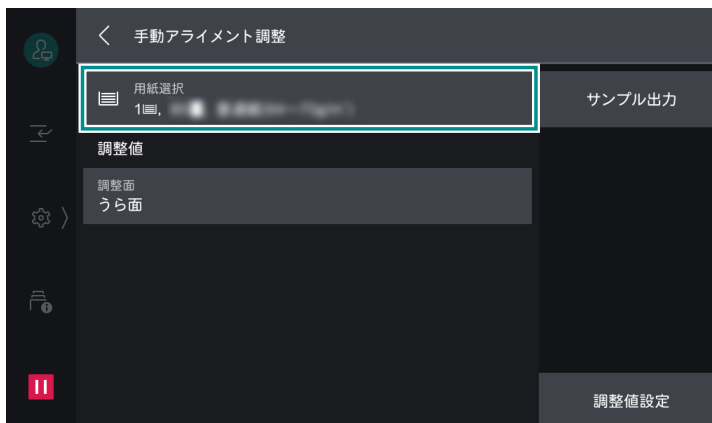 手動アライメント調整
用紙選択
1
サンプル出力
調整値
調整面
うら面
調整値設定